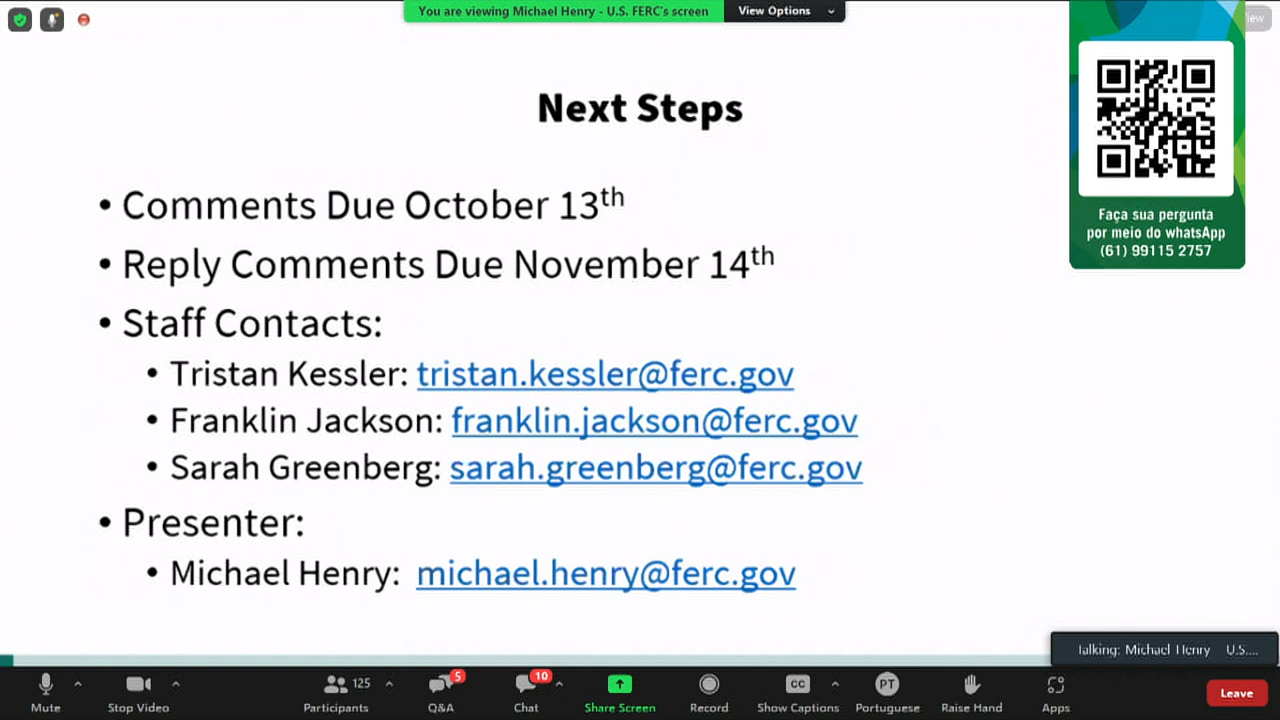 You are viewing Michael Henry - U.S. FERC's screen
View Options
Next Steps
• Comments Due October 13th
• Reply Comments Due November 14th
• Staff Contacts:
• Tristan Kessler: tristan.kessler@ferc.gov
• Franklin Jackson: franklin.jackson@ferc.gov
• Sarah Greenberg: sarah.greenberg@ferc.gov
• Presenter:
• Michael Henry: michael.henry@ferc.gov
Faça sua pergunta
por meio do whatsApp
(61) 99115 2757
Talking: Michael Henry U.S....
Mute
Stop Video
125
Participants
5
Q&A
10
Chat
Share Screen
Record
CC
Show Captions
PT
Portuguese
Raise Hand
Apps
Leave